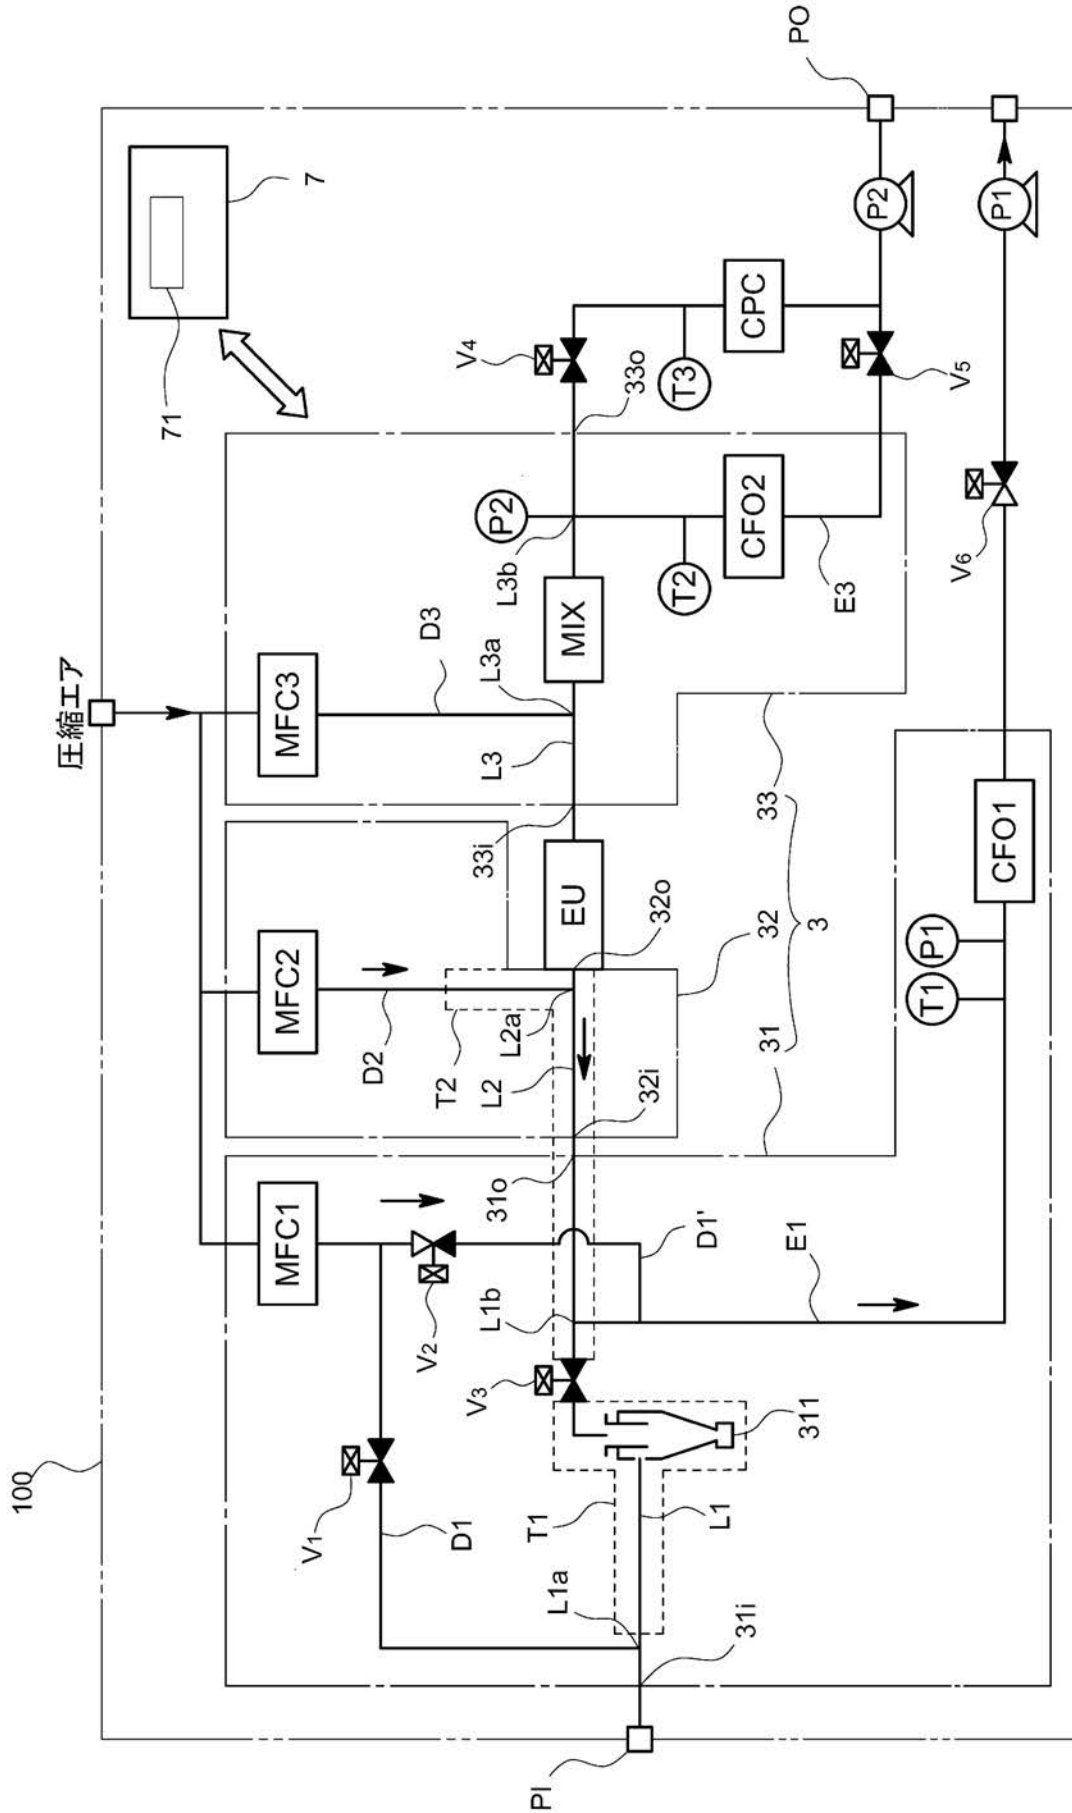 100
圧縮エア
71
7
MFC1
MFC2
MFC3
V1
D2
D3
V2
T2
D1
V4
V3
L2
L1b
31o
L2a
33i
L3
L3a
L3b
P2
PI
T1
L1a
EU
MIX
32i
32o
33o
T2
T3
D1'
L1
31i
CFO2
CPC
31
32
33
3
311
E1
E3
PO
P2
T1
P1
V6
V5
CFO1
P1